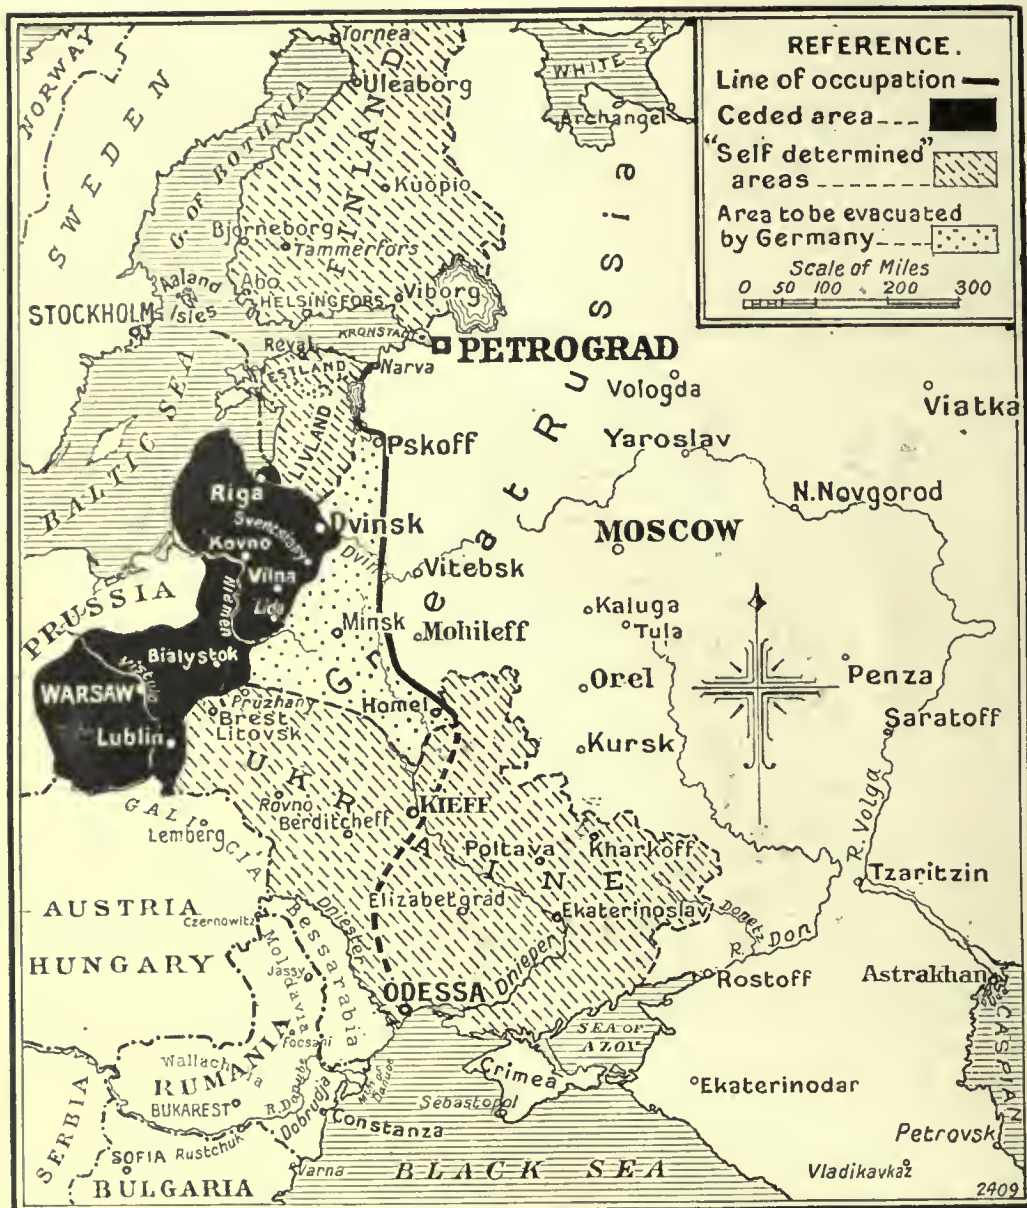 REFERENCE.
Line of occupation
Ceded area
"Self determined" areas
Area to be evacuated by Germany
Scale of Miles
0 50 100 200 300
NORWAY
SWEDEN
G. OF BOTHNIA
Tornea
Uleaborg
FINLAND
WHITE SEA
Archangel
Kuopio
Bjorneborg
Tammerfors
Abo
Aaland Isles
HELSINGFORS
Viborg
STOCKHOLM
KRONSTAD
PETROGRAD
Reval
ESTLAND
Narva
LIVLAND
BALTIC SEA
Great Russia
Vologda
Viatka
Pskoff
Yaroslav
N. Novgorod
Riga
Dvinsk
Dvina
Sventsiany
MOSCOW
Kovno
Vilna
Lida
Niemen
Vitebsk
PRUSSIA
Minsk
Mohileff
Kaluga
Tula
Bialystok
Vistula
WARSAW
Lublin
Pruzhany
Brest Litovsk
Homel
Orel
Penza
Saratoff
Kursk
UKRAINE
Rovno
Berditcheff
KIEFF
Poltava
Kharkoff
R. Volga
GALICIA
Lemberg
Elizabetgrad
Ekaterinoslav
Donetz
R. Don
Tzaritzin
AUSTRIA
HUNGARY
Czernowitz
Bessarabia
Dniester
Moldavia
Jassy
Dnieper
ODESSA
Rostoff
Astrakhan
CASPIAN
Focsani
SEA OF AZOV
Wallachia
RUMANIA
BUKAREST
R. Danube
Dobrudja
Crimea
Sebastopol
Ekaterinodar
SERBIA
Constanza
Petrovsk
SOFIA
Rustchuk
BULGARIA
Varna
BLACK SEA
Vladikavkaz
2409